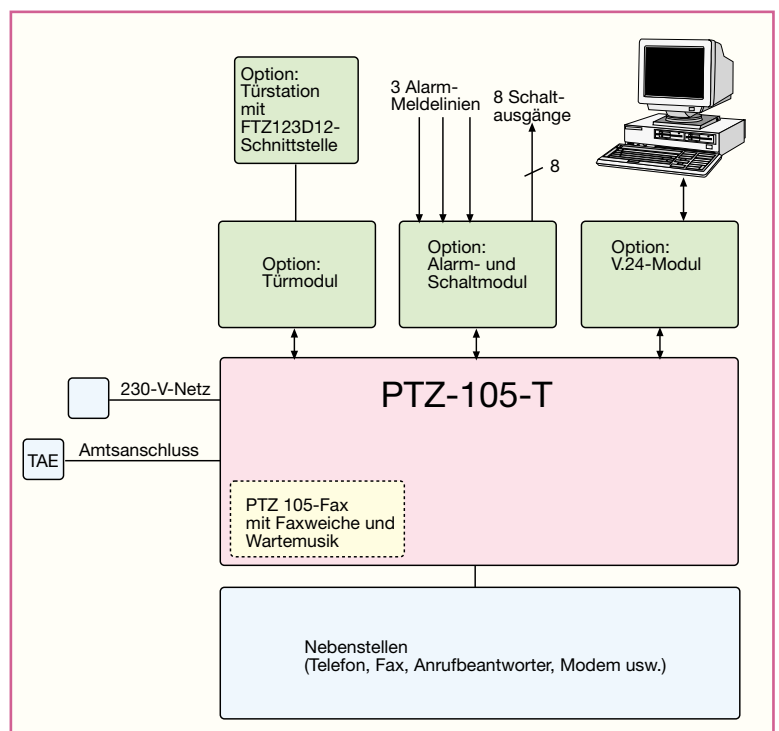 Option:
Türstation
mit
FTZ123D12-
Schnittstelle
3 Alarm-
Meldelinien
8 Schalt-
ausgänge
8
Option:
Türmodul
Option:
Alarm- und
Schaltmodul
Option:
V.24-Modul
230-V-Netz
PTZ-105-T
TAE
Amtsanschluss
PTZ 105-Fax
mit Faxweiche und
Wartemusik
Nebenstellen
(Telefon, Fax, Anrufbeantworter, Modem usw.)